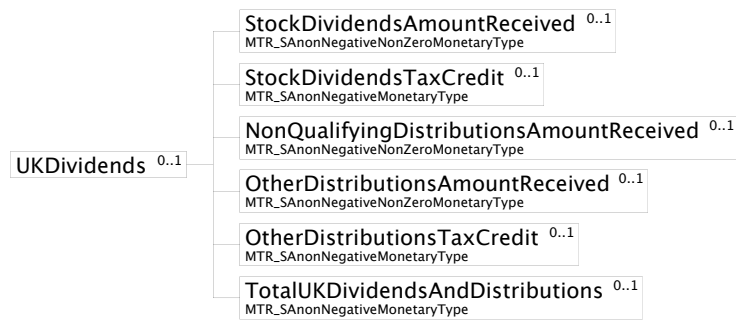 StockDividendsAmountReceived 0..1
MTR_SAnonNegativeNonZeroMonetaryType
StockDividendsTaxCredit 0..1
MTR_SAnonNegativeMonetaryType
NonQualifyingDistributionsAmountReceived 0..1
MTR_SAnonNegativeNonZeroMonetaryType
UKDividends 0..1
OtherDistributionsAmountReceived 0..1
MTR_SAnonNegativeNonZeroMonetaryType
OtherDistributionsTaxCredit 0..1
MTR_SAnonNegativeMonetaryType
TotalUKDividendsAndDistributions 0..1
MTR_SAnonNegativeMonetaryType